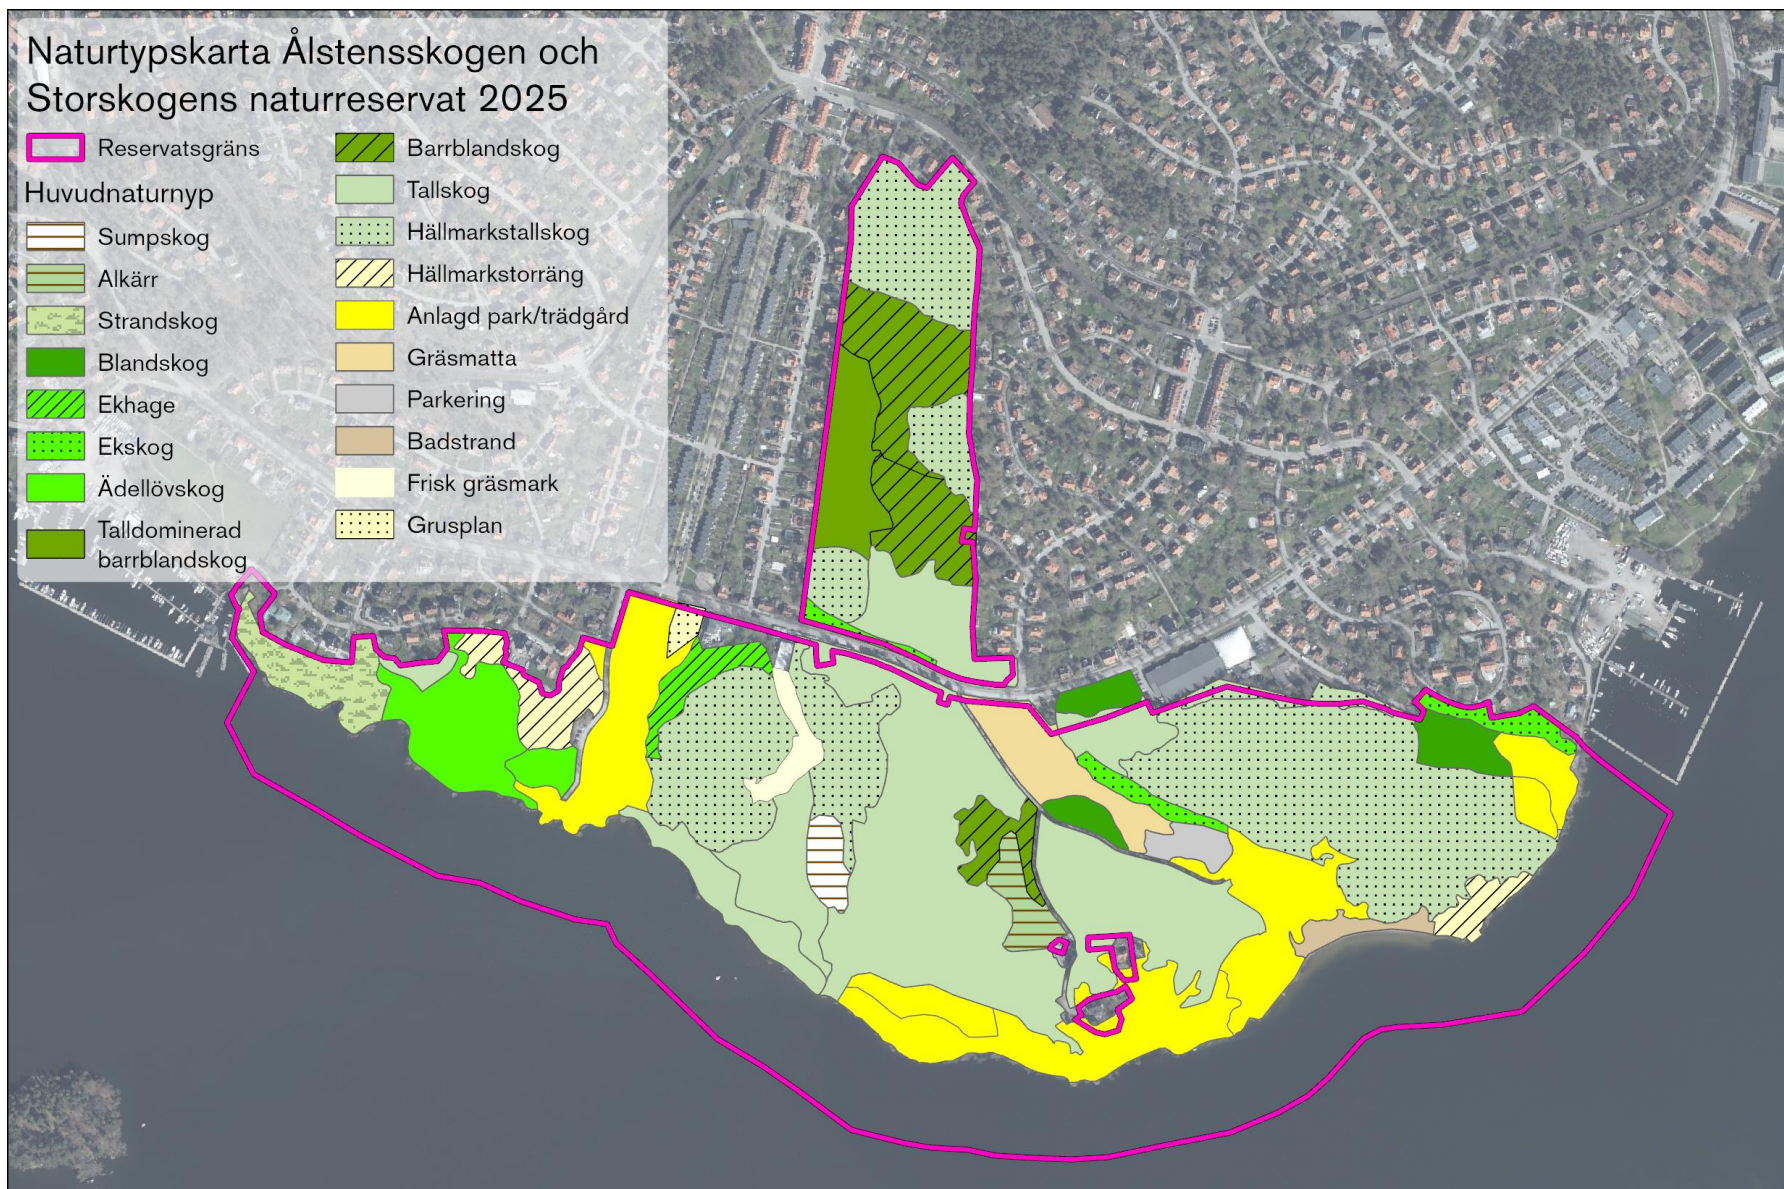 Naturtypskarta Ålstensskogen och
Storskogens naturreservat 2025
Reservatsgräns
Huvudnaturnyp
Sumpskog
Alkärr
Strandskog
Blandskog
Ekhage
Ekskog
Ädellövskog
Talldominerad
barrblandskog
Barrblandskog
Tallskog
Hällmarkstallskog
Hällmarkstorräng
Anlagd park/trädgård
Gräsmatta
Parkering
Badstrand
Frisk gräsmark
Grusplan